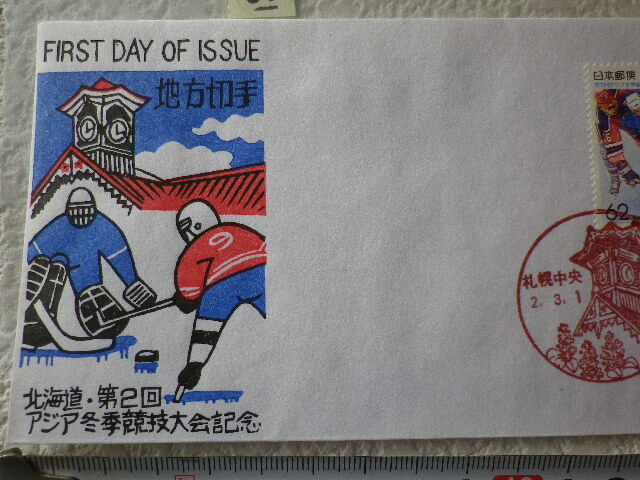 FIRST DAY OF ISSUE
地方切手
日本郵便
62
9
札幌中央
2.3.1
北海道・第2回
アジア冬季競技大会記念